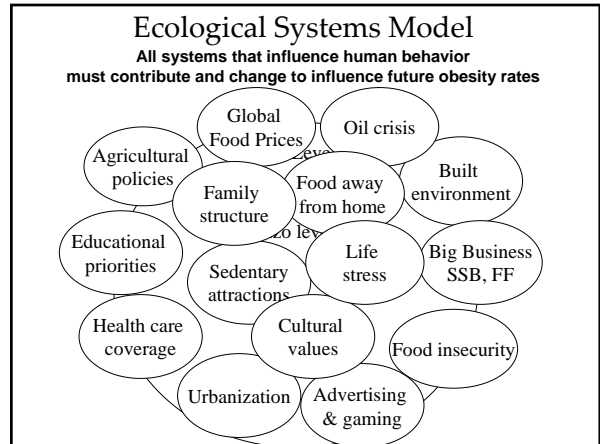 Ecological Systems Model
All systems that influence human behavior
must contribute and change to influence future obesity rates
Global
Food Prices
Oil crisis
Agricultural
policies
Family
structure
Food away
from home
Built
environment
Educational
priorities
Sedentary
attractions
Life
stress
Big Business
SSB, FF
Health care
coverage
Cultural
values
Food insecurity
Urbanization
Advertising
& gaming